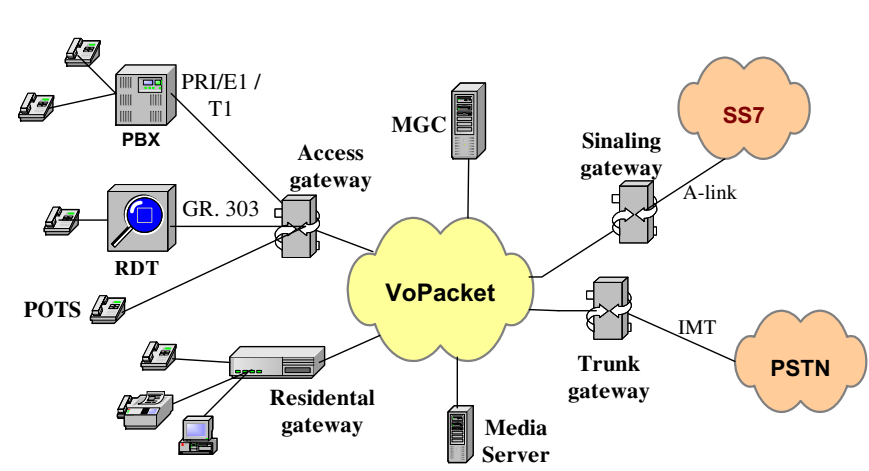 PRI/E1 /
T1
PBX
Access
gateway
GR. 303
RDT
POTS
Residental
gateway
MGC
VoPacket
Media
Server
Sinaling
gateway
SS7
A-link
Trunk
gateway
IMT
PSTN